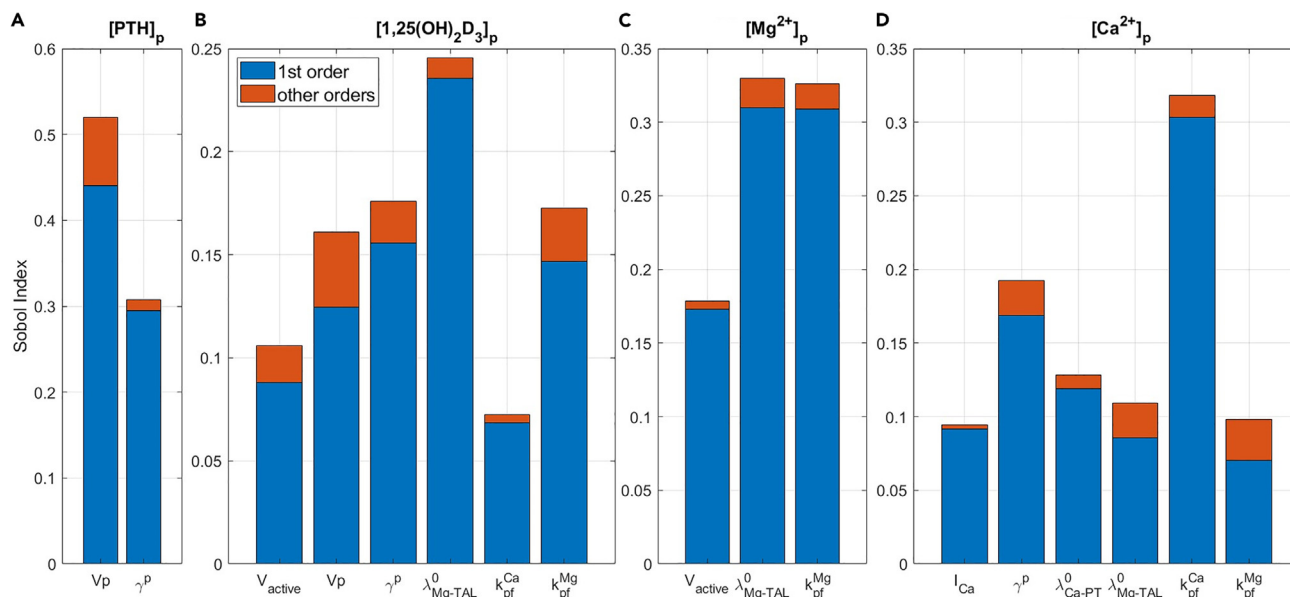 A [PTH]p
B [1,25(OH)2D3]p
C [Mg2+]p
D [Ca2+]p
Sobol Index
0.6
0.5
0.4
0.3
0.2
0.1
0
Vp γp
0.25
0.2
0.15
0.1
0.05
0
1st order
other orders
Vactive Vp γp λ0Mg-TAL kCapf kMgpf
0.35
0.3
0.25
0.2
0.15
0.1
0.05
0
Vactive λ0Mg-TAL kMgpf
0.35
0.3
0.25
0.2
0.15
0.1
0.05
0
ICa γp λ0Ca-PT λ0Mg-TAL kCapf kMgpf